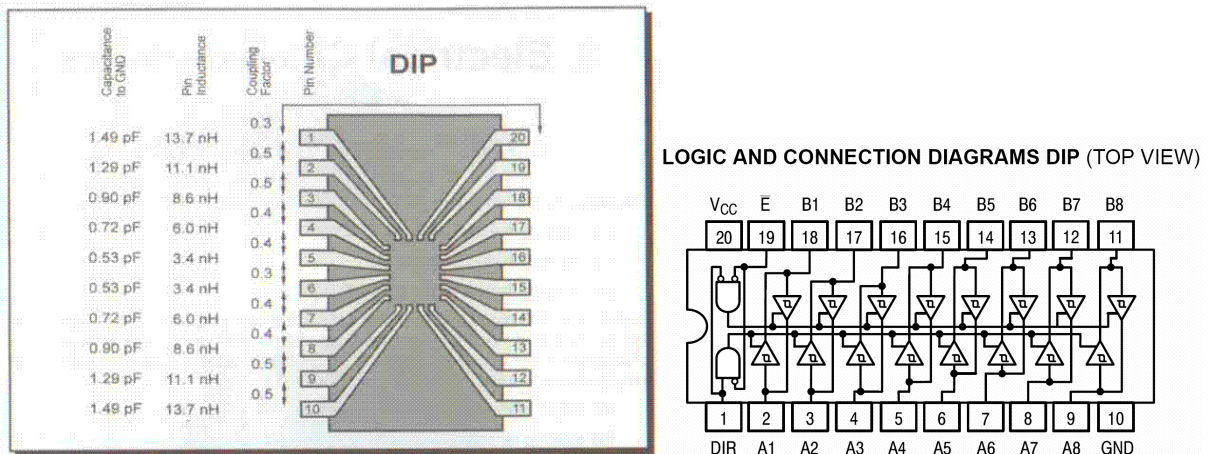 Capacitance
to GND
Pin
Inductance
Coupling
Factor
Pin Number
DIP
0.3
1.49 pF 13.7 nH 1 20
0.5
1.29 pF 11.1 nH 2 19
0.5
0.90 pF 8.6 nH 3 18
0.4
0.72 pF 6.0 nH 4 17
0.4
0.53 pF 3.4 nH 5 16
0.3
0.53 pF 3.4 nH 6 15
0.4
0.72 pF 6.0 nH 7 14
0.4
0.90 pF 8.6 nH 8 13
0.5
1.29 pF 11.1 nH 9 12
0.5
1.49 pF 13.7 nH 10 11
LOGIC AND CONNECTION DIAGRAMS DIP (TOP VIEW)
VCC E̅ B1 B2 B3 B4 B5 B6 B7 B8
20 19 18 17 16 15 14 13 12 11
1 2 3 4 5 6 7 8 9 10
DIR A1 A2 A3 A4 A5 A6 A7 A8 GND